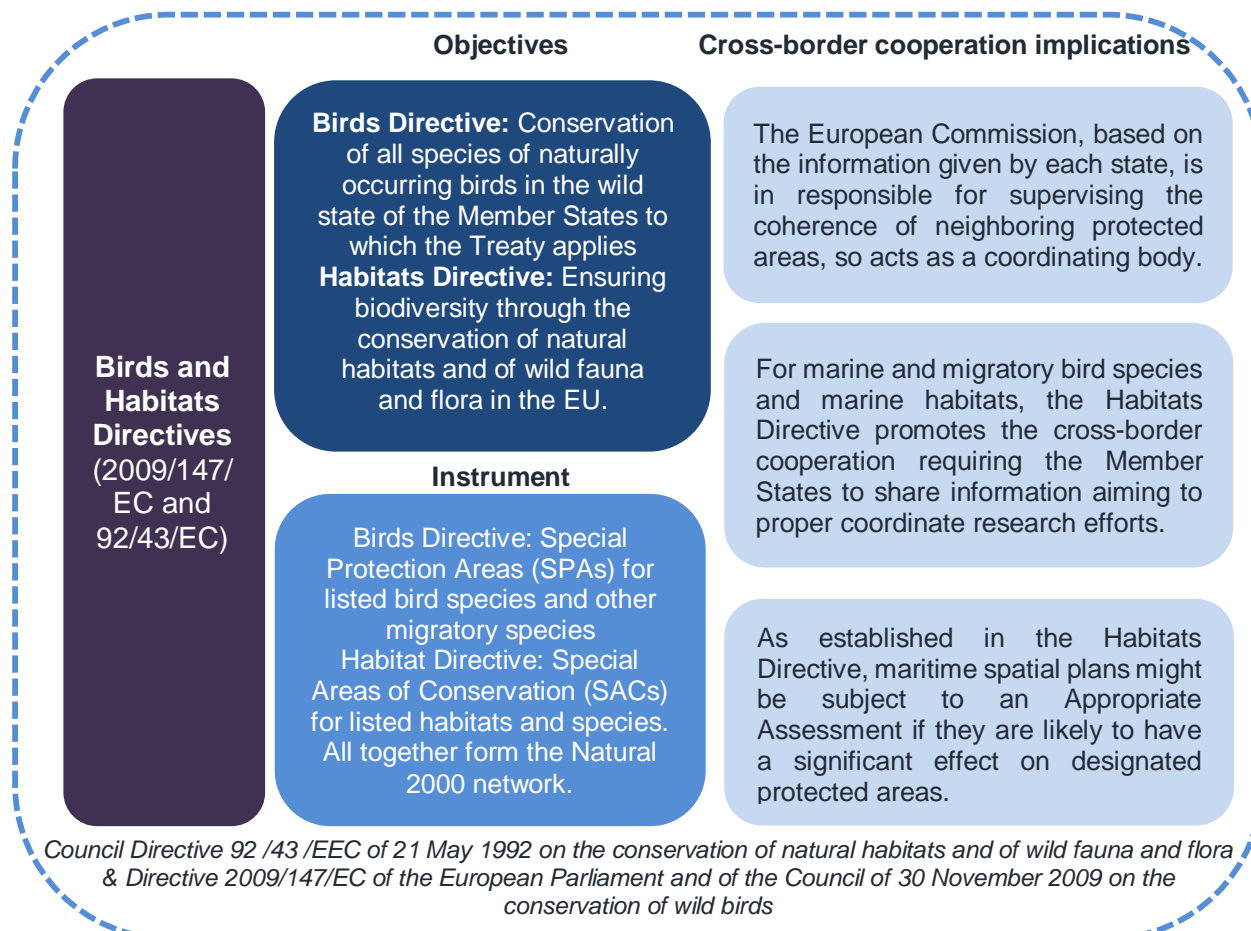 Objectives
Cross-border cooperation implications
Birds and
Habitats
Directives
(2009/147/
EC and
92/43/EC)
Birds Directive: Conservation
of all species of naturally
occurring birds in the wild
state of the Member States to
which the Treaty applies
Habitats Directive: Ensuring
biodiversity through the
conservation of natural
habitats and of wild fauna
and flora in the EU.
Instrument
Birds Directive: Special
Protection Areas (SPAs) for
listed bird species and other
migratory species
Habitat Directive: Special
Areas of Conservation (SACs)
for listed habitats and species.
All together form the Natural
2000 network.
The European Commission, based on
the information given by each state, is
in responsible for supervising the
coherence of neighboring protected
areas, so acts as a coordinating body.
For marine and migratory bird species
and marine habitats, the Habitats
Directive promotes the cross-border
cooperation requiring the Member
States to share information aiming to
proper coordinate research efforts.
As established in the Habitats
Directive, maritime spatial plans might
be subject to an Appropriate
Assessment if they are likely to have
a significant effect on designated
protected areas.
Council Directive 92 /43 /EEC of 21 May 1992 on the conservation of natural habitats and of wild fauna and flora
& Directive 2009/147/EC of the European Parliament and of the Council of 30 November 2009 on the
conservation of wild birds